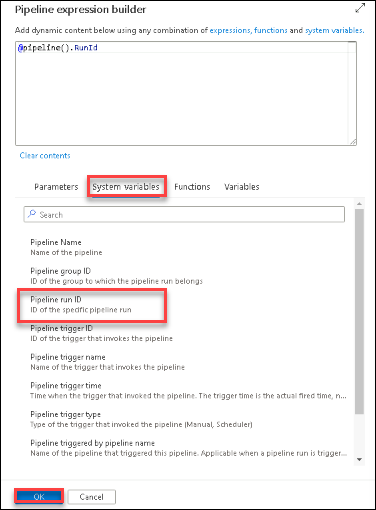 Pipeline expression builder
Add dynamic content below using any combination of expressions, functions and system variables.
@pipeline().RunId
Clear contents
Parameters System variables Functions Variables
Search
Pipeline Name
Name of the pipeline
Pipeline group ID
ID of the group to which the pipeline run belongs
Pipeline run ID
ID of the specific pipeline run
Pipeline trigger ID
ID of the trigger that invokes the pipeline
Pipeline trigger name
Name of the trigger that invokes the pipeline
Pipeline trigger time
Time when the trigger that invoked the pipeline. The trigger time is the actual fired time, n...
Pipeline trigger type
Type of the trigger that invoked the pipeline (Manual, Scheduler)
Pipeline triggered by pipeline name
Name of the pipeline that triggered this pipeline. Applicable when a pipeline run is trigger...
OK Cancel